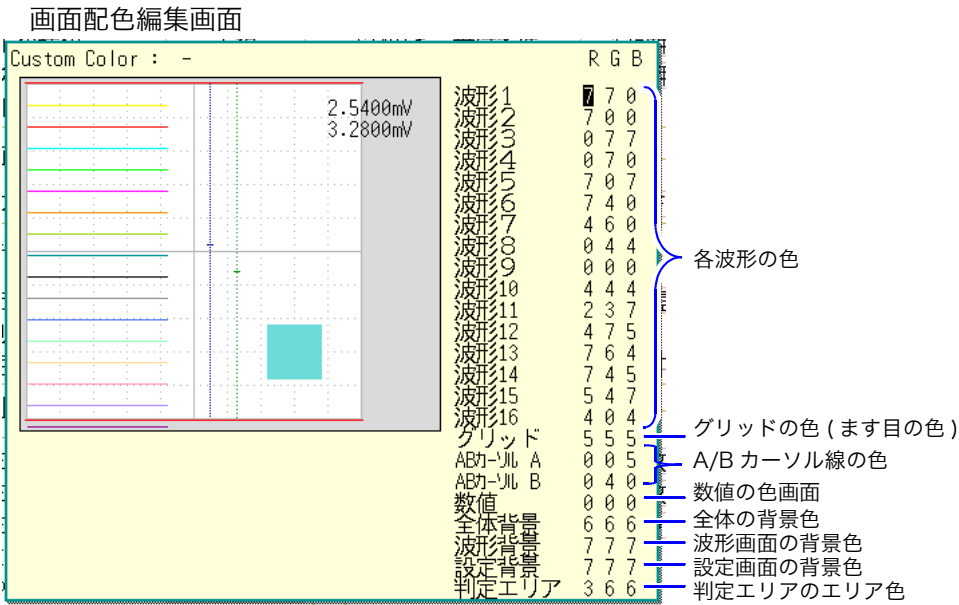 画面配色編集画面
Custom Color : -
R G B
2.5400mV
3.2800mV
波形1 7 7 0
波形2 7 0 0
波形3 0 7 7
波形4 0 7 0
波形5 7 0 7
波形6 7 4 0
波形7 4 6 0
波形8 0 4 4
波形9 0 0 0
波形10 4 4 4
波形11 2 3 7
波形12 4 7 5
波形13 7 6 4
波形14 7 4 5
波形15 5 4 7
波形16 4 0 4
グリッド 5 5 5
ABカーソル A 0 0 5
ABカーソル B 0 4 0
数値 0 0 0
全体背景 6 6 6
波形背景 7 7 7
設定背景 7 7 7
判定エリア 3 6 6
各波形の色
グリッドの色 ( ます目の色 )
A/B カーソル線の色
数値の色画面
全体の背景色
波形画面の背景色
設定画面の背景色
判定エリアのエリア色